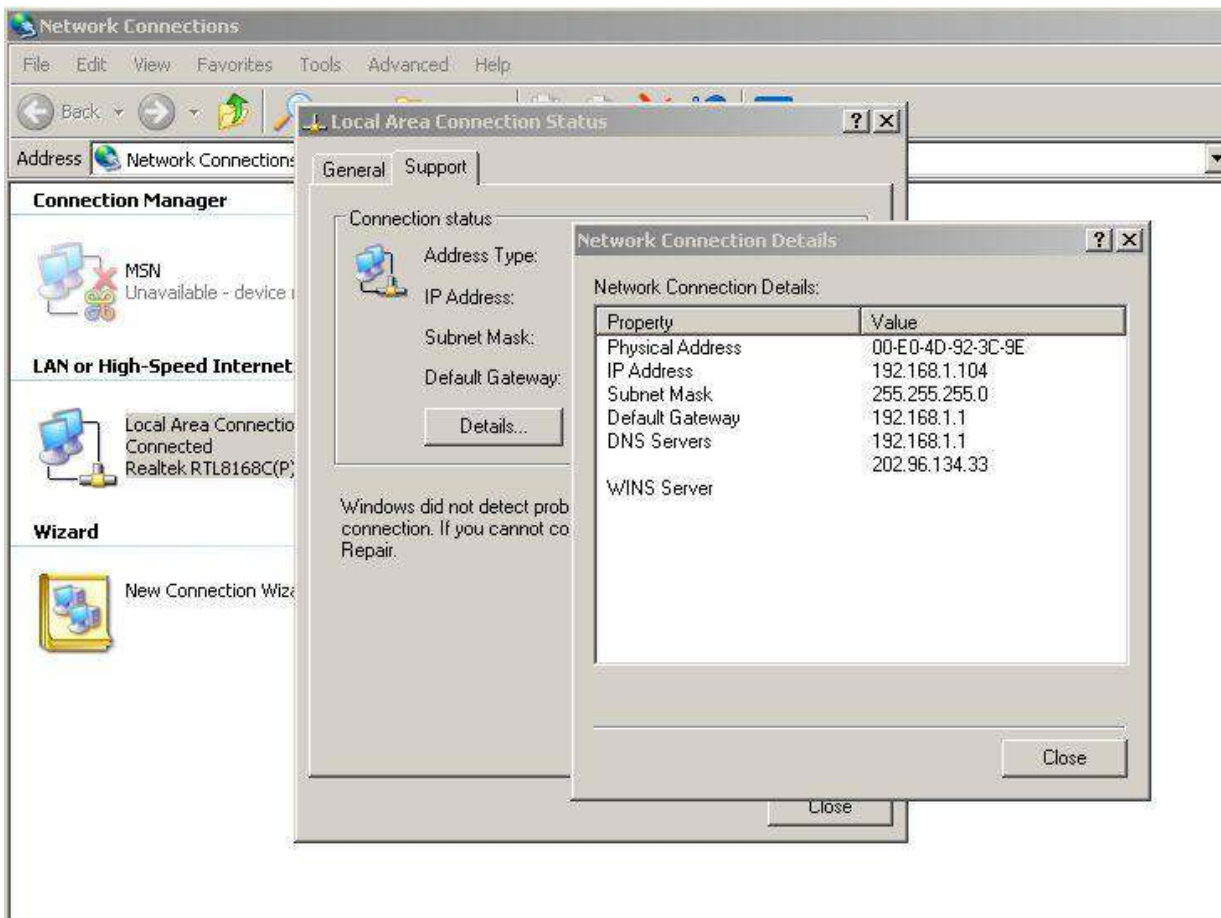 Network Connections
File Edit View Favorites Tools Advanced Help
Back
Address Network Connections
Connection Manager
MSN
Unavailable - device
LAN or High-Speed Internet
Local Area Connectio
Connected
Realtek RTL8168C(P)
Wizard
New Connection Wiza
Local Area Connection Status
General Support
Connection status
Address Type:
IP Address:
Subnet Mask:
Default Gateway:
Details...
Windows did not detect prob
connection. If you cannot co
Repair.
Close
Network Connection Details
Network Connection Details:
Property Value
Physical Address 00-E0-4D-92-3C-9E
IP Address 192.168.1.104
Subnet Mask 255.255.255.0
Default Gateway 192.168.1.1
DNS Servers 192.168.1.1
202.96.134.33
WINS Server
Close